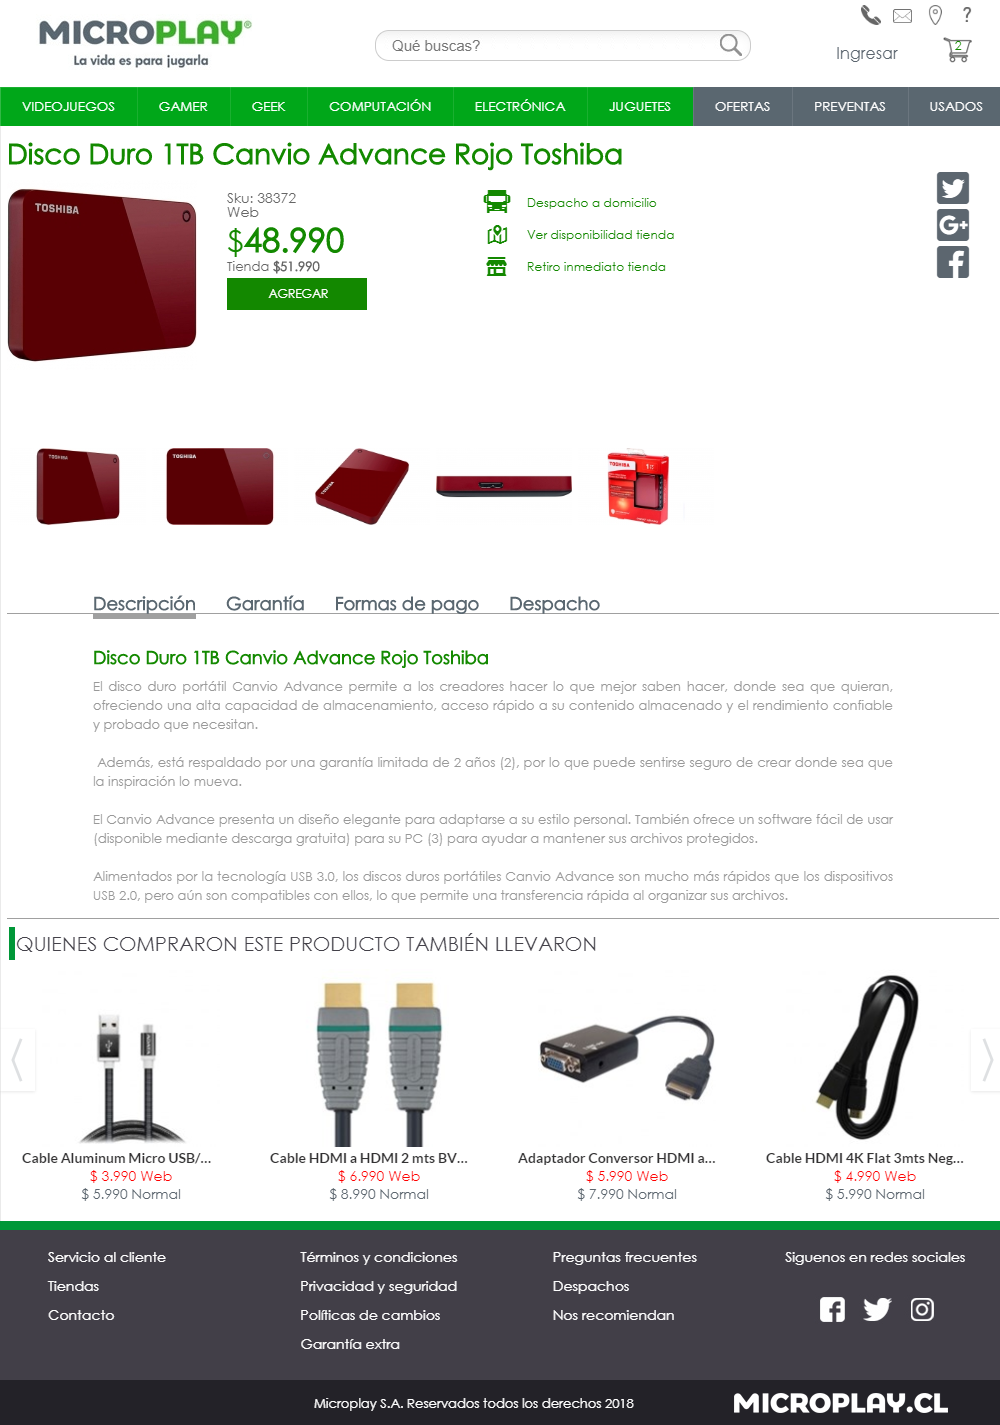 MICROPLAY®
La vida es para jugarla
Qué buscas?
?
Ingresar
2
VIDEOJUEGOS GAMER GEEK COMPUTACIÓN ELECTRÓNICA JUGUETES OFERTAS PREVENTAS USADOS
Disco Duro 1TB Canvio Advance Rojo Toshiba
TOSHIBA
Sku: 38372
Web
$48.990
Tienda $51.990
AGREGAR
Despacho a domicilio
Ver disponibilidad tienda
Retiro inmediato tienda
TOSHIBA
TOSHIBA
TOSHIBA
TOSHIBA
Descripción Garantía Formas de pago Despacho
Disco Duro 1TB Canvio Advance Rojo Toshiba
El disco duro portátil Canvio Advance permite a los creadores hacer lo que mejor saben hacer, donde sea que quieran,
ofreciendo una alta capacidad de almacenamiento, acceso rápido a su contenido almacenado y el rendimiento confiable
y probado que necesitan.
Además, está respaldado por una garantía limitada de 2 años (2), por lo que puede sentirse seguro de crear donde sea que
la inspiración lo mueva.
El Canvio Advance presenta un diseño elegante para adaptarse a su estilo personal. También ofrece un software fácil de usar
(disponible mediante descarga gratuita) para su PC (3) para ayudar a mantener sus archivos protegidos.
Alimentados por la tecnología USB 3.0, los discos duros portátiles Canvio Advance son mucho más rápidos que los dispositivos
USB 2.0, pero aún son compatibles con ellos, lo que permite una transferencia rápida al organizar sus archivos.
QUIENES COMPRARON ESTE PRODUCTO TAMBIÉN LLEVARON
Cable Aluminum Micro USB/...
$ 3.990 Web
$ 5.990 Normal
Cable HDMI a HDMI 2 mts BV...
$ 6.990 Web
$ 8.990 Normal
Adaptador Conversor HDMI a...
$ 5.990 Web
$ 7.990 Normal
Cable HDMI 4K Flat 3mts Neg...
$ 4.990 Web
$ 5.990 Normal
Servicio al cliente
Tiendas
Contacto
Términos y condiciones
Privacidad y seguridad
Políticas de cambios
Garantía extra
Preguntas frecuentes
Despachos
Nos recomiendan
Siguenos en redes sociales
Microplay S.A. Reservados todos los derechos 2018
MICROPLAY.CL